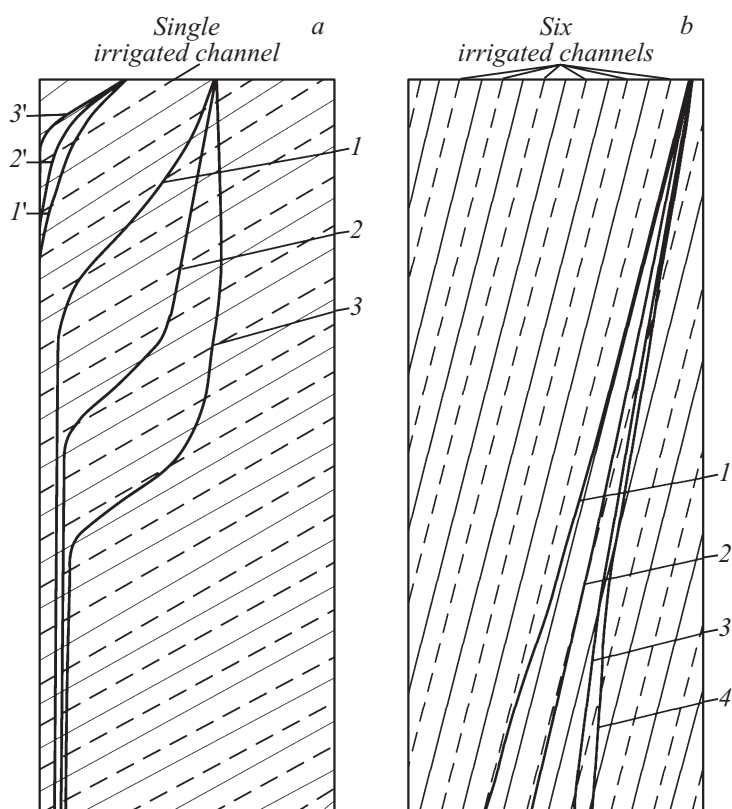 Single
irrigated channel
a
3'
2'
1'
1
2
3
Six
irrigated channels
b
1
2
3
4